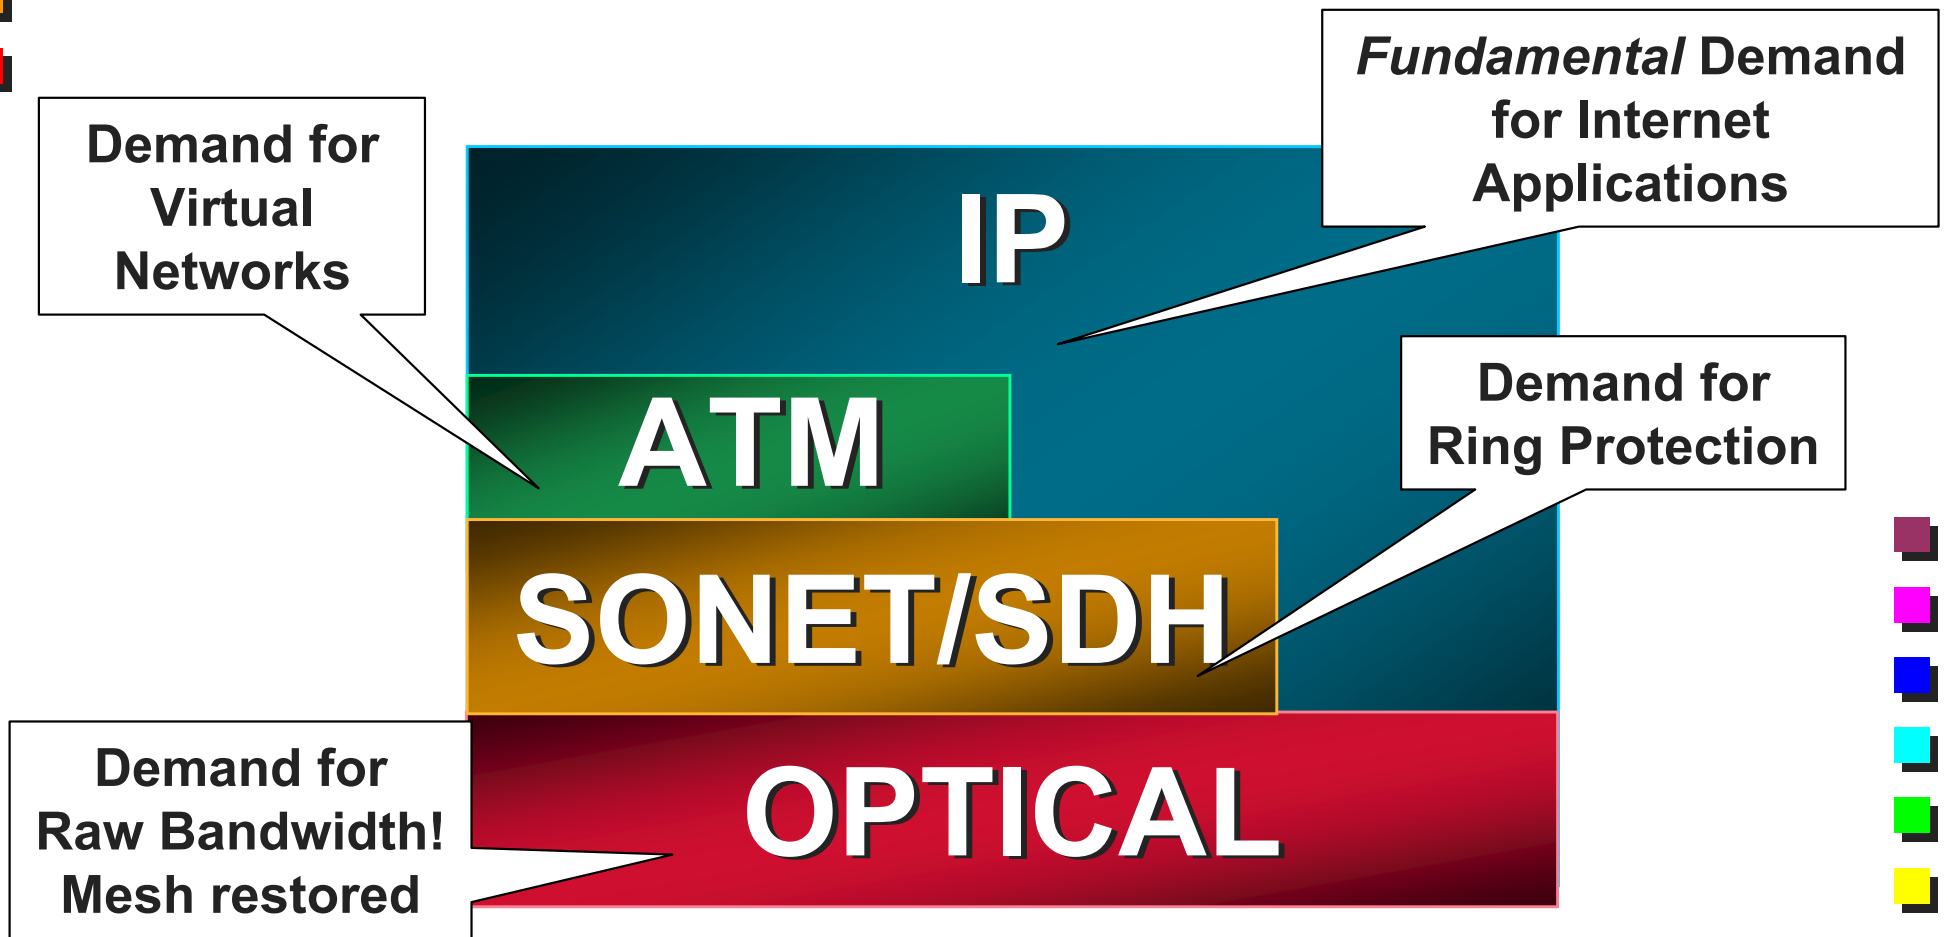 Fundamental Demand
for Internet
Applications
Demand for
Virtual
Networks
IP
Demand for
Ring Protection
ATM
SONET/SDH
Demand for
Raw Bandwidth!
Mesh restored
OPTICAL